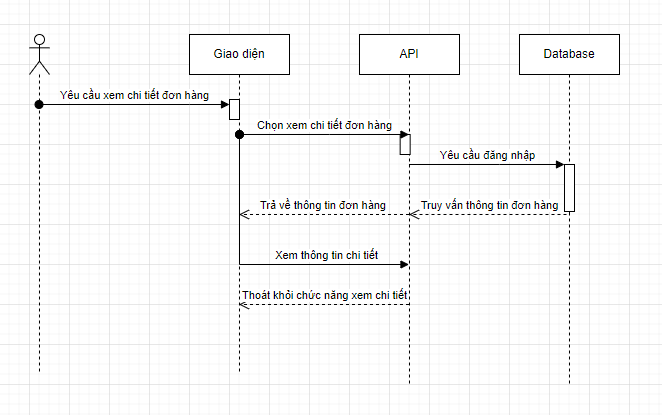 Giao diện
API
Database
Yêu cầu xem chi tiết đơn hàng
Chọn xem chi tiết đơn hàng
Yêu cầu đăng nhập
Trả về thông tin đơn hàng
Truy vấn thông tin đơn hàng
Xem thông tin chi tiết
Thoát khỏi chức năng xem chi tiết